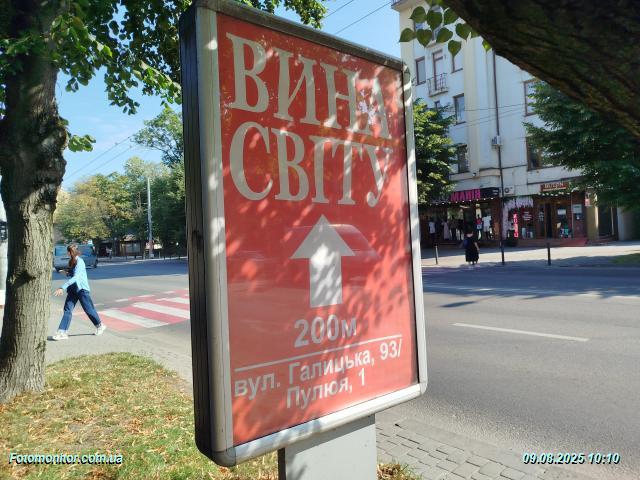 ВИНА
СВІТУ
200м
вул. Галицька, 93/
Пулюя, 1
Fotomonitor.com.ua
09.08.2025 10:10